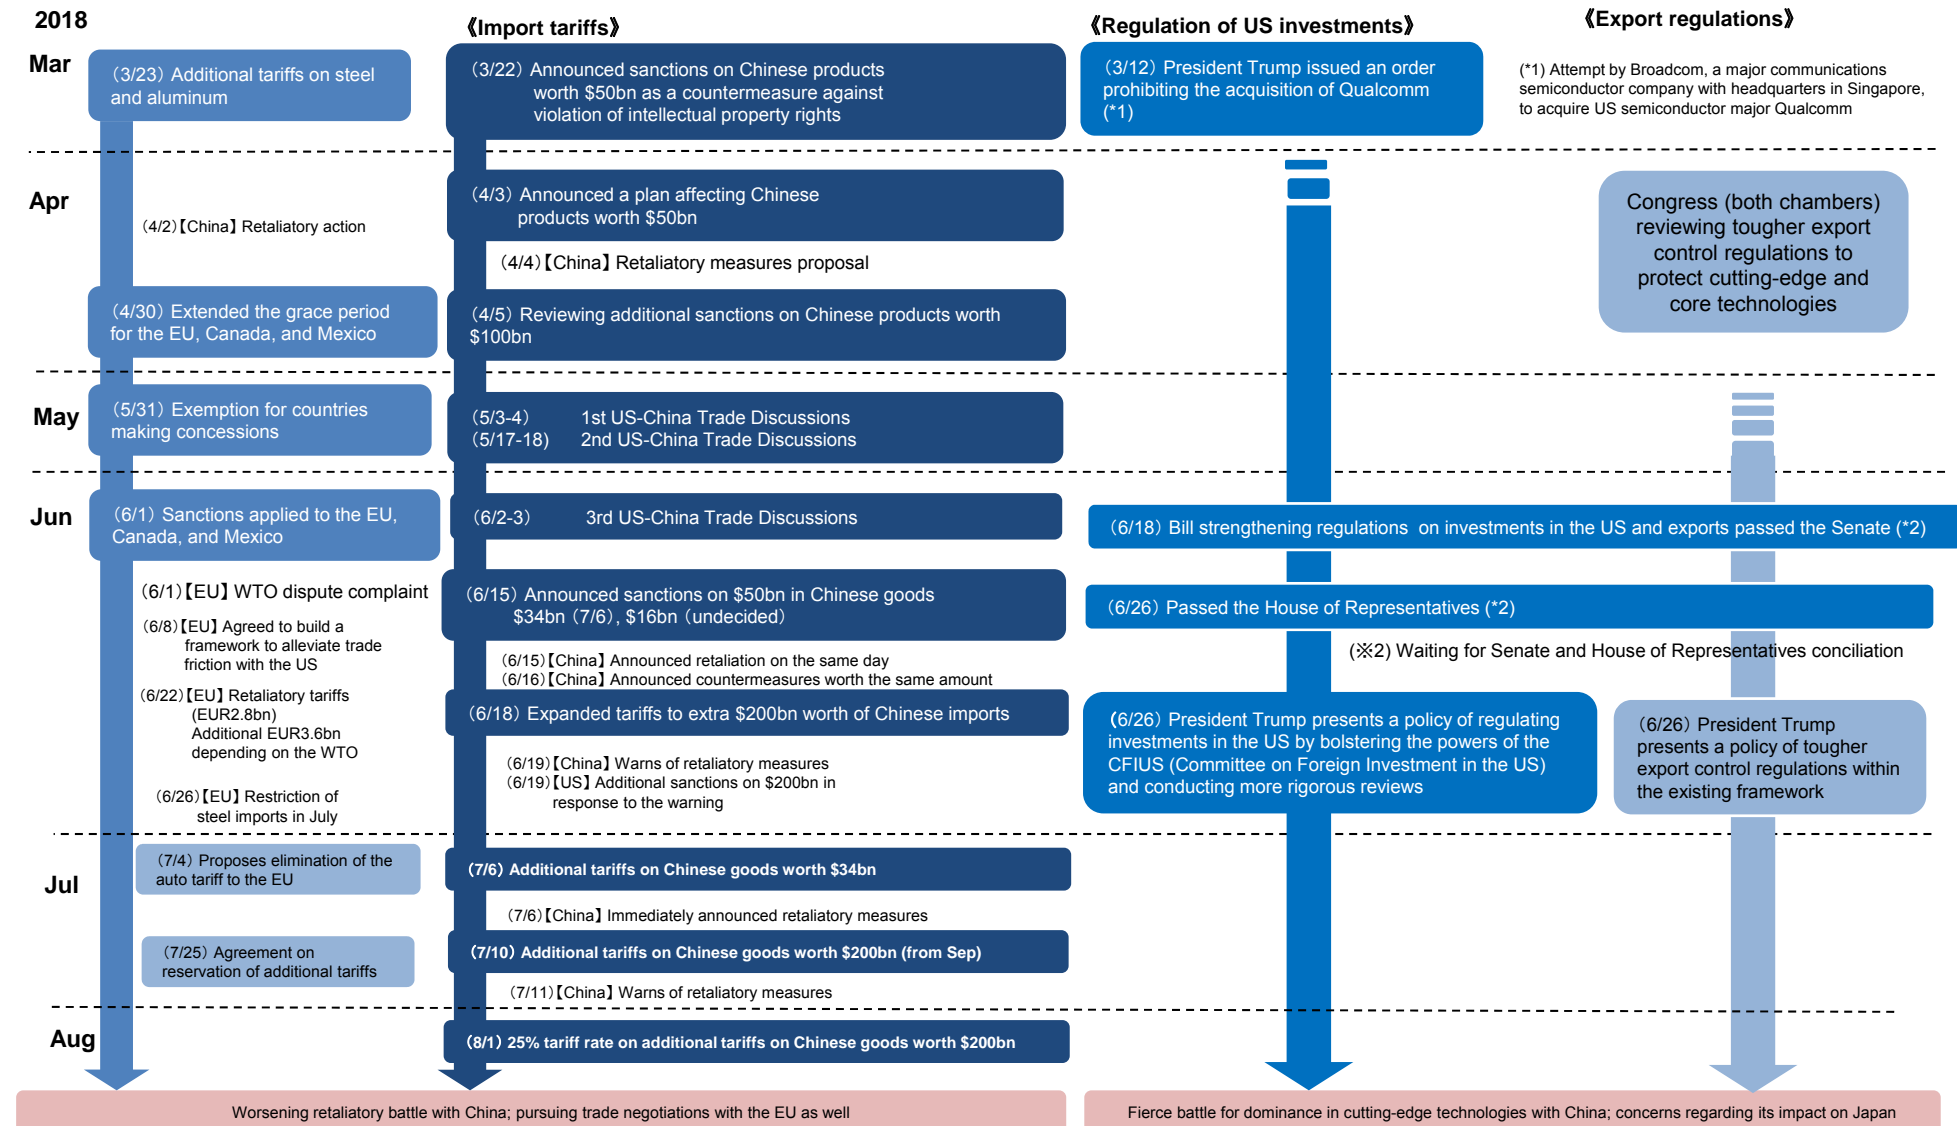 2018
《Import tariffs》
《Regulation of US investments》
《Export regulations》
Mar
（3/23）Additional tariffs on steel
and aluminum
（3/22）Announced sanctions on Chinese products
worth $50bn as a countermeasure against
violation of intellectual property rights
（3/12）President Trump issued an order
prohibiting the acquisition of Qualcomm
(*1)
(*1) Attempt by Broadcom, a major communications
semiconductor company with headquarters in Singapore,
to acquire US semiconductor major Qualcomm
Apr
（4/2）【China】Retaliatory action
（4/30）Extended the grace period
for the EU, Canada, and Mexico
（4/3）Announced a plan affecting Chinese
products worth $50bn
（4/4）【China】Retaliatory measures proposal
（4/5）Reviewing additional sanctions on Chinese products worth
$100bn
Congress (both chambers)
reviewing tougher export
control regulations to
protect cutting-edge and
core technologies
May
（5/31）Exemption for countries
making concessions
（5/3-4） 1st US-China Trade Discussions
（5/17-18） 2nd US-China Trade Discussions
Jun
（6/1）Sanctions applied to the EU,
Canada, and Mexico
（6/1）【EU】WTO dispute complaint
（6/8）【EU】Agreed to build a
framework to alleviate trade
friction with the US
（6/22）【EU】Retaliatory tariffs
(EUR2.8bn)
Additional EUR3.6bn
depending on the WTO
（6/26）【EU】Restriction of
steel imports in July
（6/2-3） 3rd US-China Trade Discussions
（6/15）Announced sanctions on $50bn in Chinese goods
$34bn（7/6）, $16bn（undecided）
（6/15）【China】Announced retaliation on the same day
（6/16）【China】Announced countermeasures worth the same amount
（6/18）Expanded tariffs to extra $200bn worth of Chinese imports
（6/19）【China】Warns of retaliatory measures
（6/19）【US】Additional sanctions on $200bn in
response to the warning
（6/18）Bill strengthening regulations on investments in the US and exports passed the Senate (*2)
（6/26）Passed the House of Representatives (*2)
(※2) Waiting for Senate and House of Representatives conciliation
（6/26）President Trump presents a policy of regulating
investments in the US by bolstering the powers of the
CFIUS (Committee on Foreign Investment in the US)
and conducting more rigorous reviews
（6/26）President Trump
presents a policy of tougher
export control regulations within
the existing framework
Jul
（7/4）Proposes elimination of the
auto tariff to the EU
（7/25）Agreement on
reservation of additional tariffs
（7/6）Additional tariffs on Chinese goods worth $34bn
（7/6）【China】Immediately announced retaliatory measures
（7/10）Additional tariffs on Chinese goods worth $200bn (from Sep)
（7/11）【China】Warns of retaliatory measures
Aug
（8/1）25% tariff rate on additional tariffs on Chinese goods worth $200bn
Worsening retaliatory battle with China; pursuing trade negotiations with the EU as well
Fierce battle for dominance in cutting-edge technologies with China; concerns regarding its impact on Japan